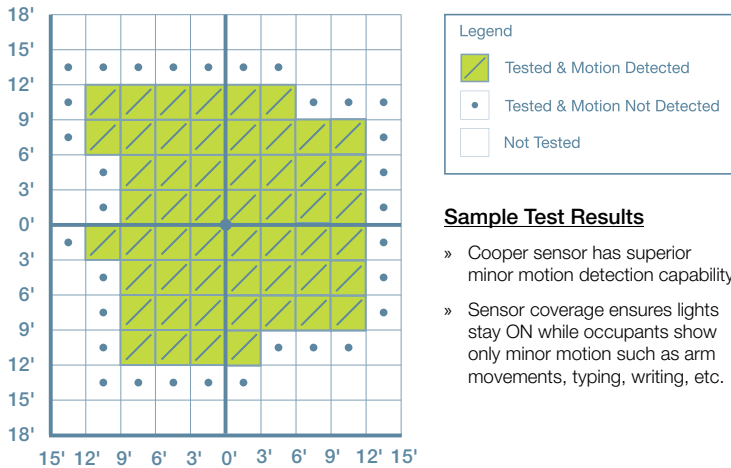 18'
15'
12'
9'
6'
3'
0'
3'
6'
9'
12'
15'
18'
15' 12' 9' 6' 3' 0' 3' 6' 9' 12' 15'
Legend
Tested & Motion Detected
Tested & Motion Not Detected
Not Tested
Sample Test Results
» Cooper sensor has superior
minor motion detection capability
» Sensor coverage ensures lights
stay ON while occupants show
only minor motion such as arm
movements, typing, writing, etc.